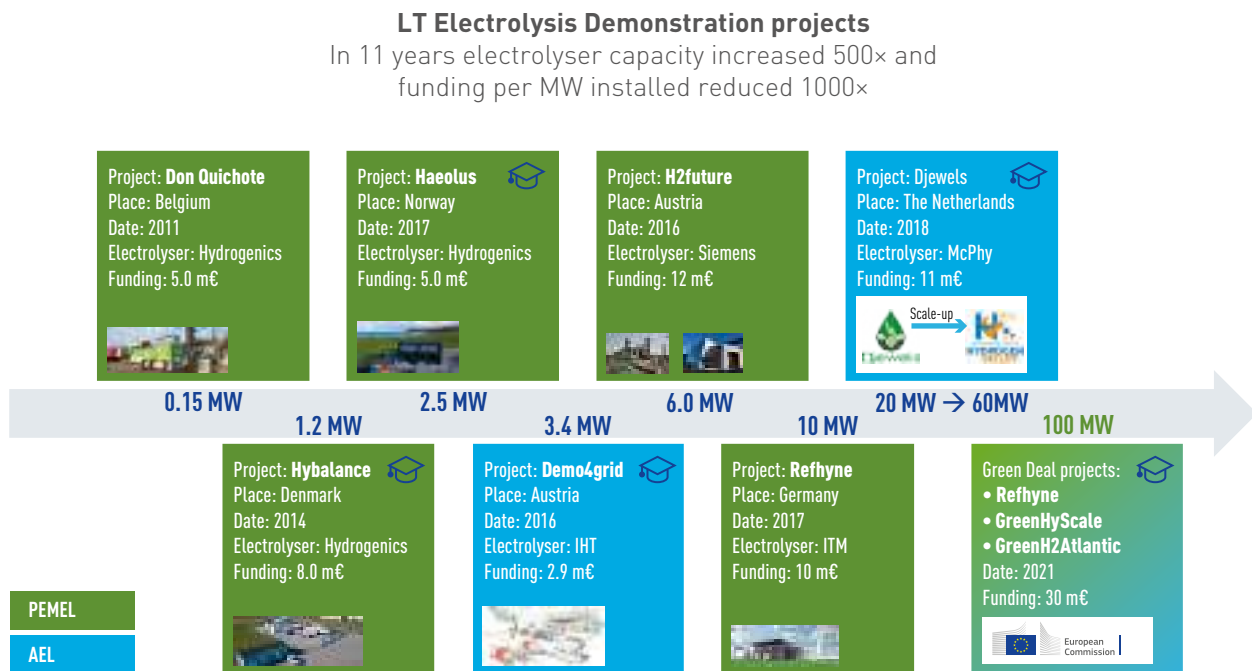 LT Electrolysis Demonstration projects
In 11 years electrolyser capacity increased 500× and
funding per MW installed reduced 1000×
Project: Don Quichote
Place: Belgium
Date: 2011
Electrolyser: Hydrogenics
Funding: 5.0 m€
Project: Haeolus
Place: Norway
Date: 2017
Electrolyser: Hydrogenics
Funding: 5.0 m€
Project: H2future
Place: Austria
Date: 2016
Electrolyser: Siemens
Funding: 12 m€
Project: Djewels
Place: The Netherlands
Date: 2018
Electrolyser: McPhy
Funding: 11 m€
Scale-up
Djewels
HYDROGEN
0.15 MW
1.2 MW
2.5 MW
3.4 MW
6.0 MW
10 MW
20 MW → 60MW
100 MW
Project: Hybalance
Place: Denmark
Date: 2014
Electrolyser: Hydrogenics
Funding: 8.0 m€
Project: Demo4grid
Place: Austria
Date: 2016
Electrolyser: IHT
Funding: 2.9 m€
Project: Refhyne
Place: Germany
Date: 2017
Electrolyser: ITM
Funding: 10 m€
Green Deal projects:
• Refhyne
• GreenHyScale
• GreenH2Atlantic
Date: 2021
Funding: 30 m€
European
Commission
PEMEL
AEL